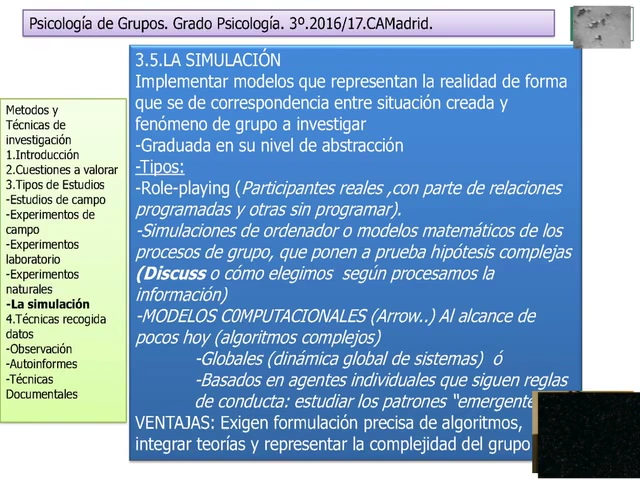 Psicología de Grupos. Grado Psicología. 3º.2016/17.CAMadrid.
Metodos y
Técnicas de
investigación
1.Introducción
2.Cuestiones a valorar
3.Tipos de Estudios
-Estudios de campo
-Experimentos de
campo
-Experimentos
laboratorio
-Experimentos
naturales
-La simulación
4.Técnicas recogida
datos
-Observación
-Autoinformes
-Técnicas
Documentales
3.5.LA SIMULACIÓN
Implementar modelos que representan la realidad de forma
que se de correspondencia entre situación creada y
fenómeno de grupo a investigar
-Graduada en su nivel de abstracción
-Tipos:
-Role-playing (Participantes reales ,con parte de relaciones
programadas y otras sin programar).
-Simulaciones de ordenador o modelos matemáticos de los
procesos de grupo, que ponen a prueba hipótesis complejas
(Discuss o cómo elegimos según procesamos la
información)
-MODELOS COMPUTACIONALES (Arrow..) Al alcance de
pocos hoy (algoritmos complejos)
-Globales (dinámica global de sistemas) ó
-Basados en agentes individuales que siguen reglas
de conducta: estudiar los patrones “emergente
VENTAJAS: Exigen formulación precisa de algoritmos,
integrar teorías y representar la complejidad del grupo